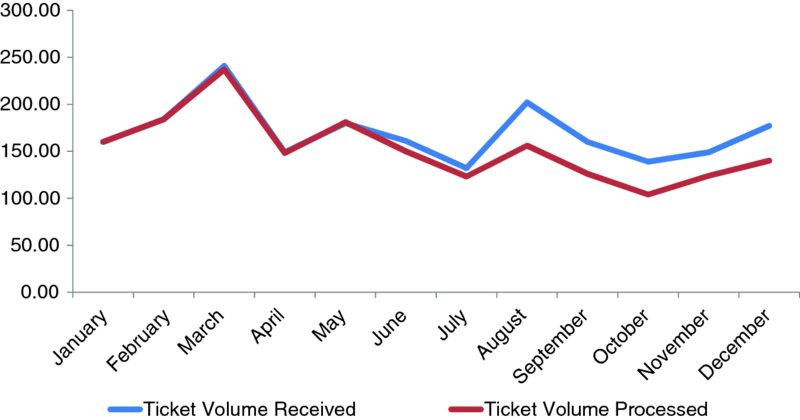 300.00
250.00
200.00
150.00
100.00
50.00
0.00
January
February
March
April
May
June
July
August
September
October
November
December
Ticket Volume Received
Ticket Volume Processed